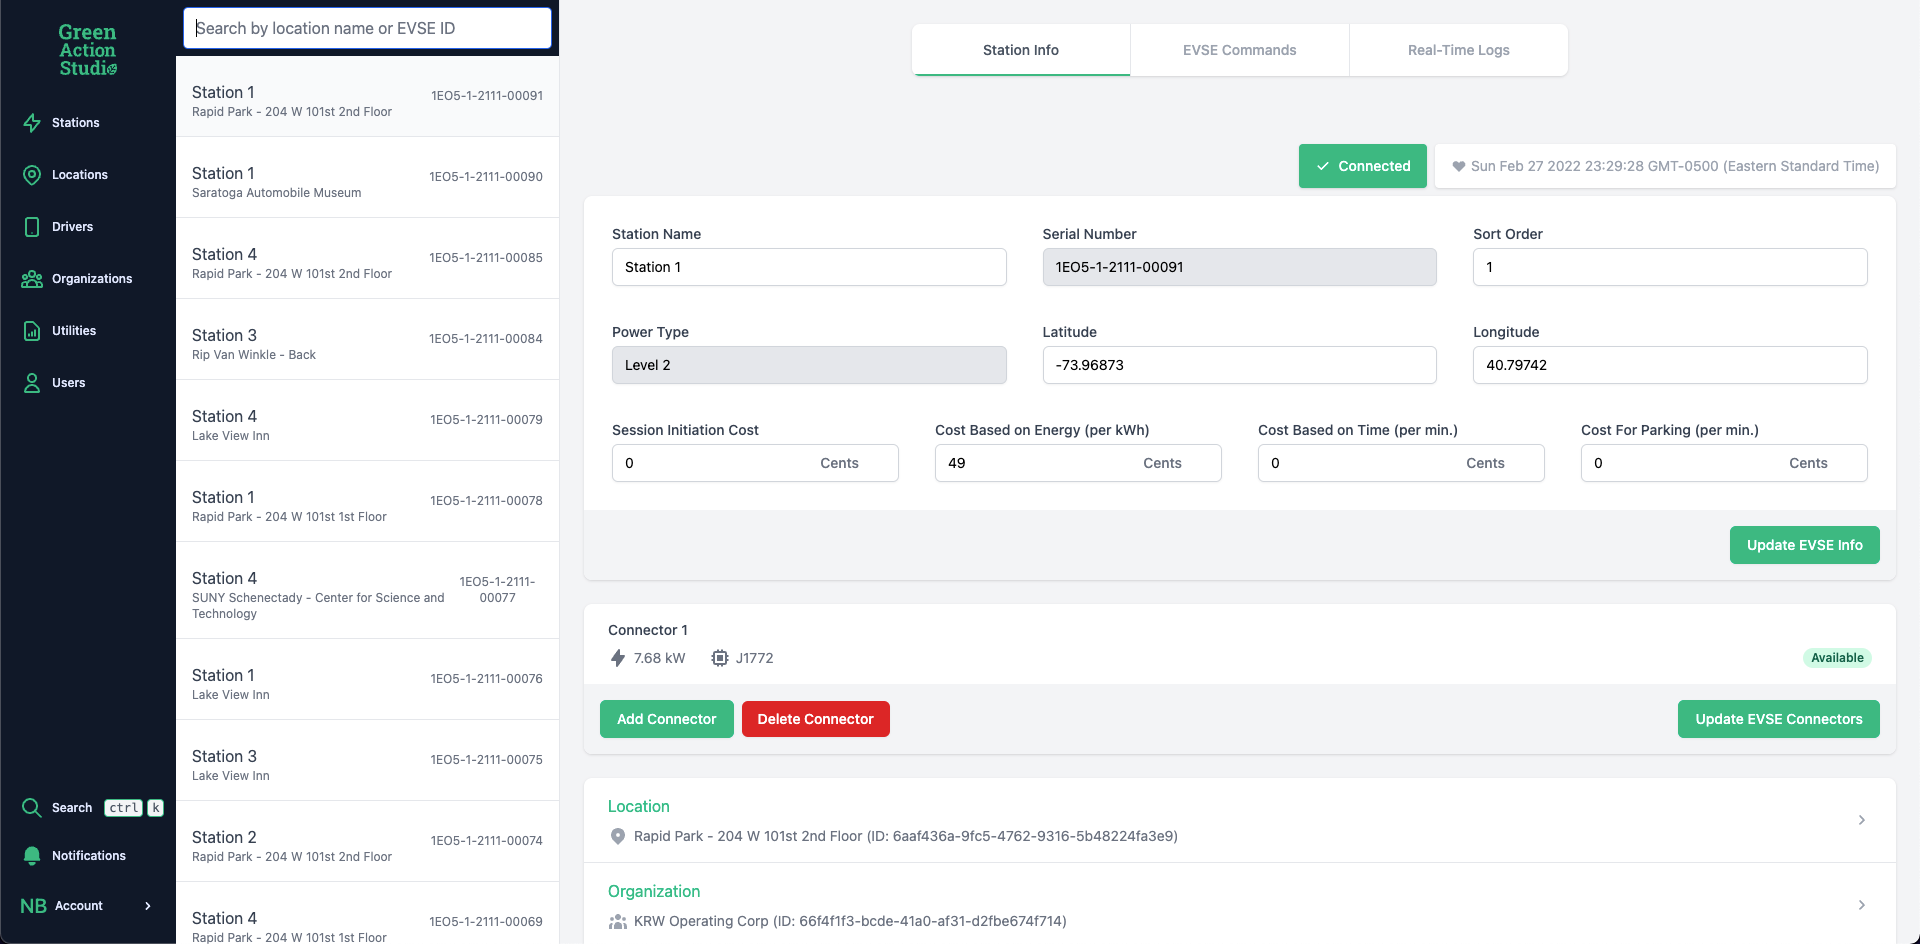 Green
Action
Studio
Stations
Locations
Drivers
Organizations
Utilities
Users
Search ctrl k
Notifications
NB Account
Search by location name or EVSE ID
Station 1
1EO5-1-2111-00091
Rapid Park - 204 W 101st 2nd Floor
Station 1
1EO5-1-2111-00090
Saratoga Automobile Museum
Station 4
1EO5-1-2111-00085
Rapid Park - 204 W 101st 2nd Floor
Station 3
1EO5-1-2111-00084
Rip Van Winkle - Back
Station 4
1EO5-1-2111-00079
Lake View Inn
Station 1
1EO5-1-2111-00078
Rapid Park - 204 W 101st 1st Floor
Station 4
1EO5-1-2111-
00077
SUNY Schenectady - Center for Science and
Technology
Station 1
1EO5-1-2111-00076
Lake View Inn
Station 3
1EO5-1-2111-00075
Lake View Inn
Station 2
1EO5-1-2111-00074
Rapid Park - 204 W 101st 2nd Floor
Station 4
1EO5-1-2111-00069
Rapid Park - 204 W 101st 1st Floor
Station Info
EVSE Commands
Real-Time Logs
Connected
Sun Feb 27 2022 23:29:28 GMT-0500 (Eastern Standard Time)
Station Name
Station 1
Serial Number
1EO5-1-2111-00091
Sort Order
1
Power Type
Level 2
Latitude
-73.96873
Longitude
40.79742
Session Initiation Cost
0 Cents
Cost Based on Energy (per kWh)
49 Cents
Cost Based on Time (per min.)
0 Cents
Cost For Parking (per min.)
0 Cents
Update EVSE Info
Connector 1
7.68 kW J1772
Available
Add Connector
Delete Connector
Update EVSE Connectors
Location
Rapid Park - 204 W 101st 2nd Floor (ID: 6aaf436a-9fc5-4762-9316-5b48224fa3e9)
Organization
KRW Operating Corp (ID: 66f4f1f3-bcde-41a0-af31-d2fbe674f714)